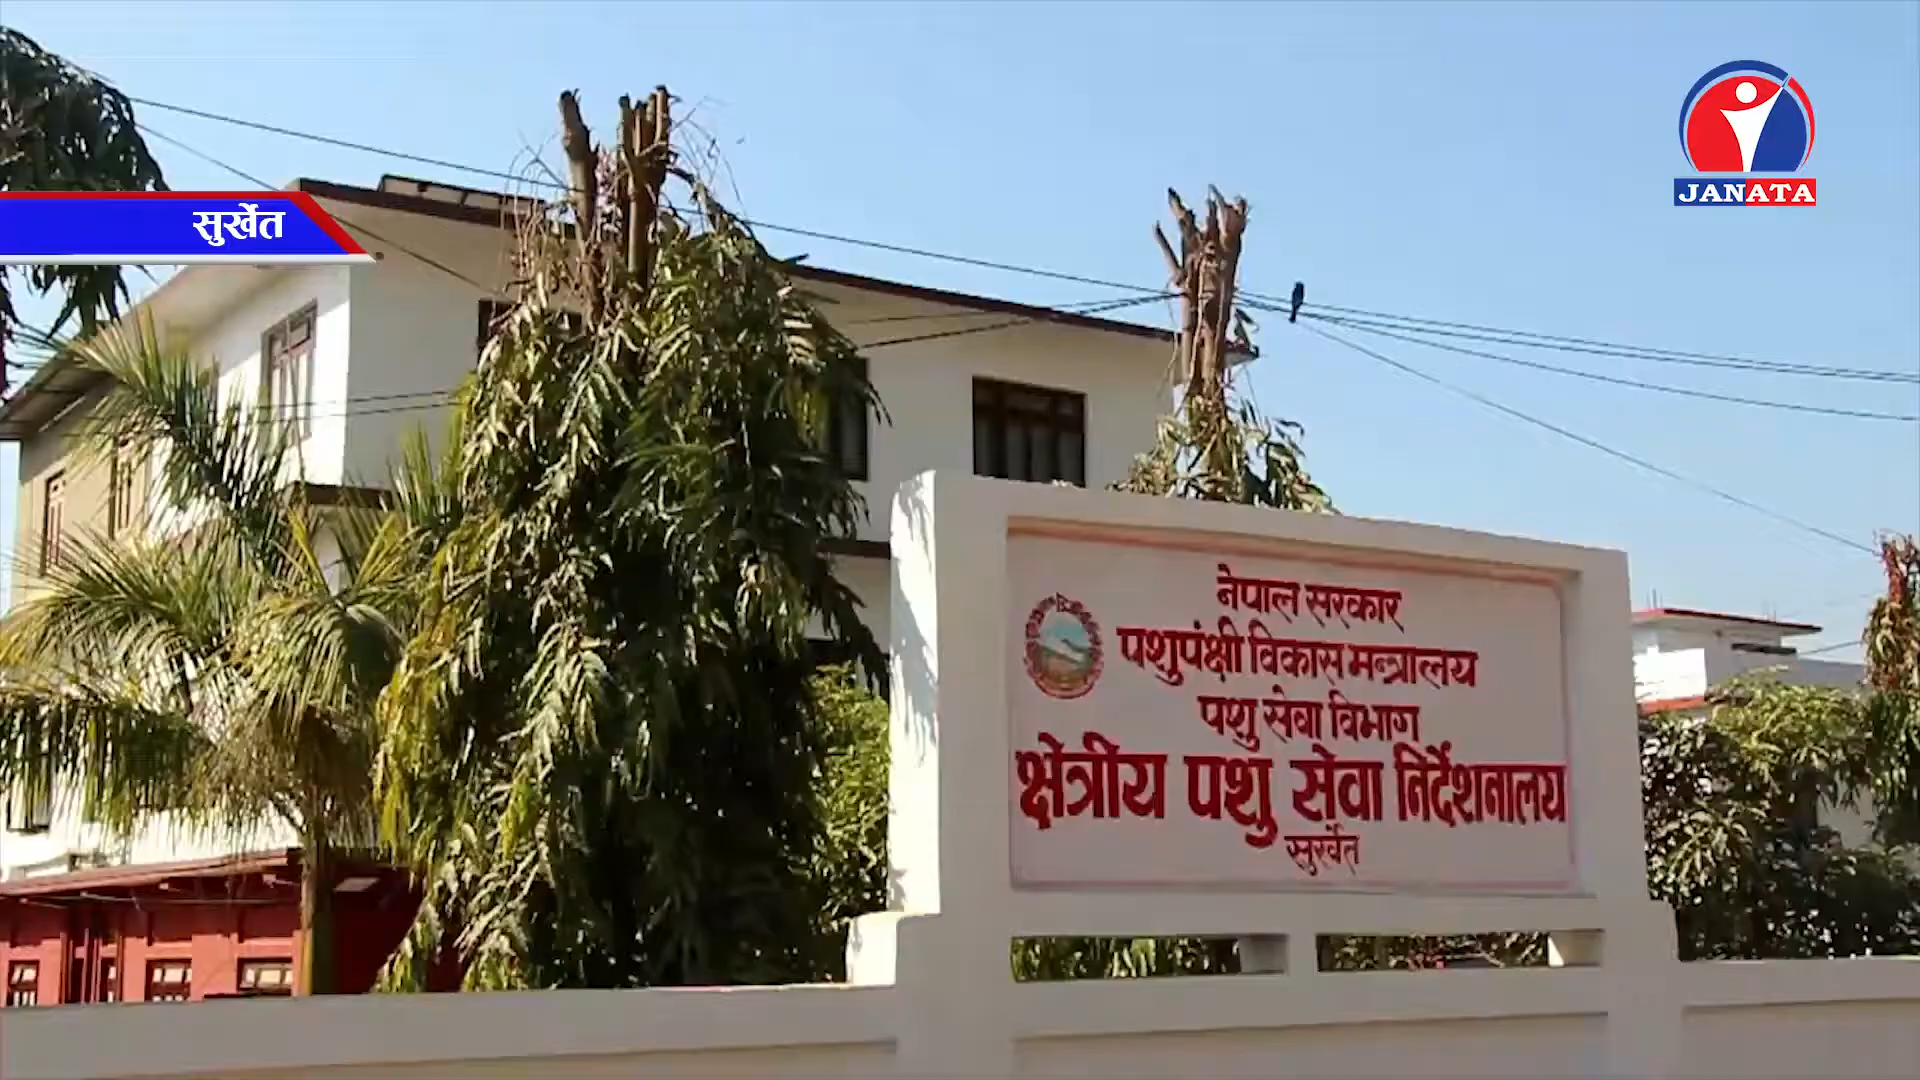 सुर्खेत
JANATA
नेपाल सरकार
पशुपंक्षी विकास मन्त्रालय
पशु सेवा विभाग
क्षेत्रीय पशु सेवा निर्देशनालय
सुर्खेत